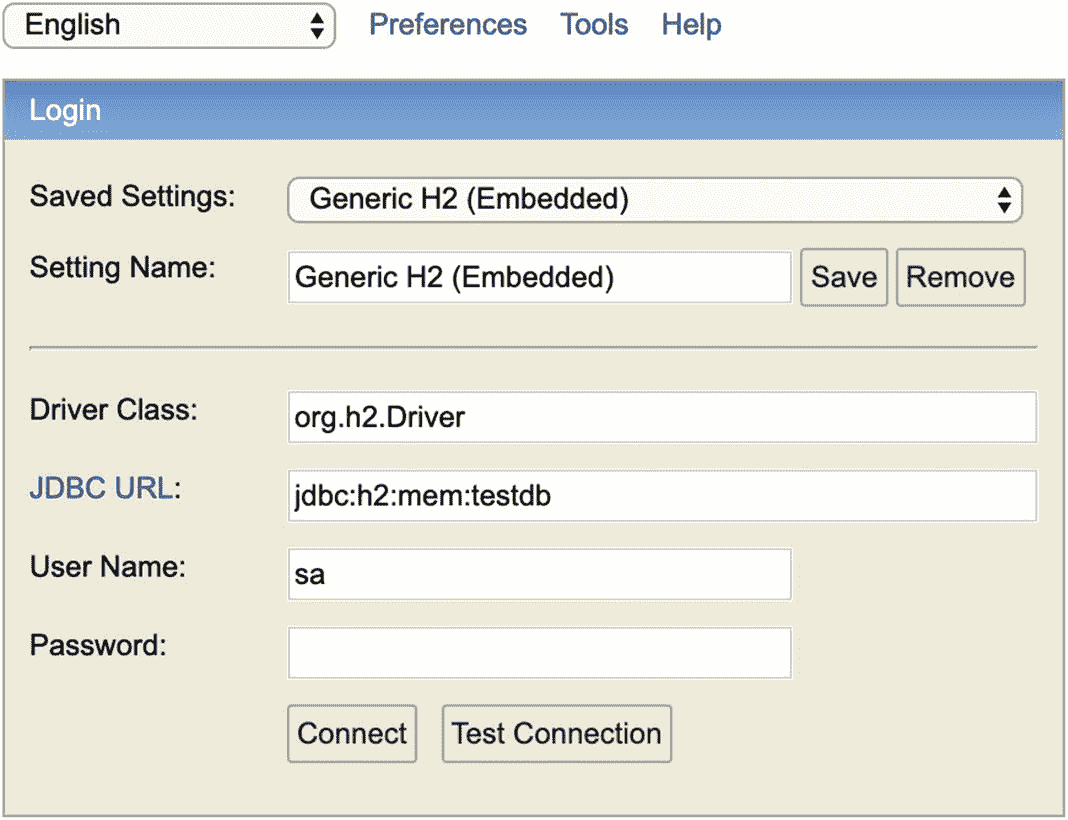 English Preferences Tools Help
Login
Saved Settings: Generic H2 (Embedded)
Setting Name: Generic H2 (Embedded) Save Remove
Driver Class: org.h2.Driver
JDBC URL: jdbc:h2:mem:testdb
User Name: sa
Password:
Connect Test Connection